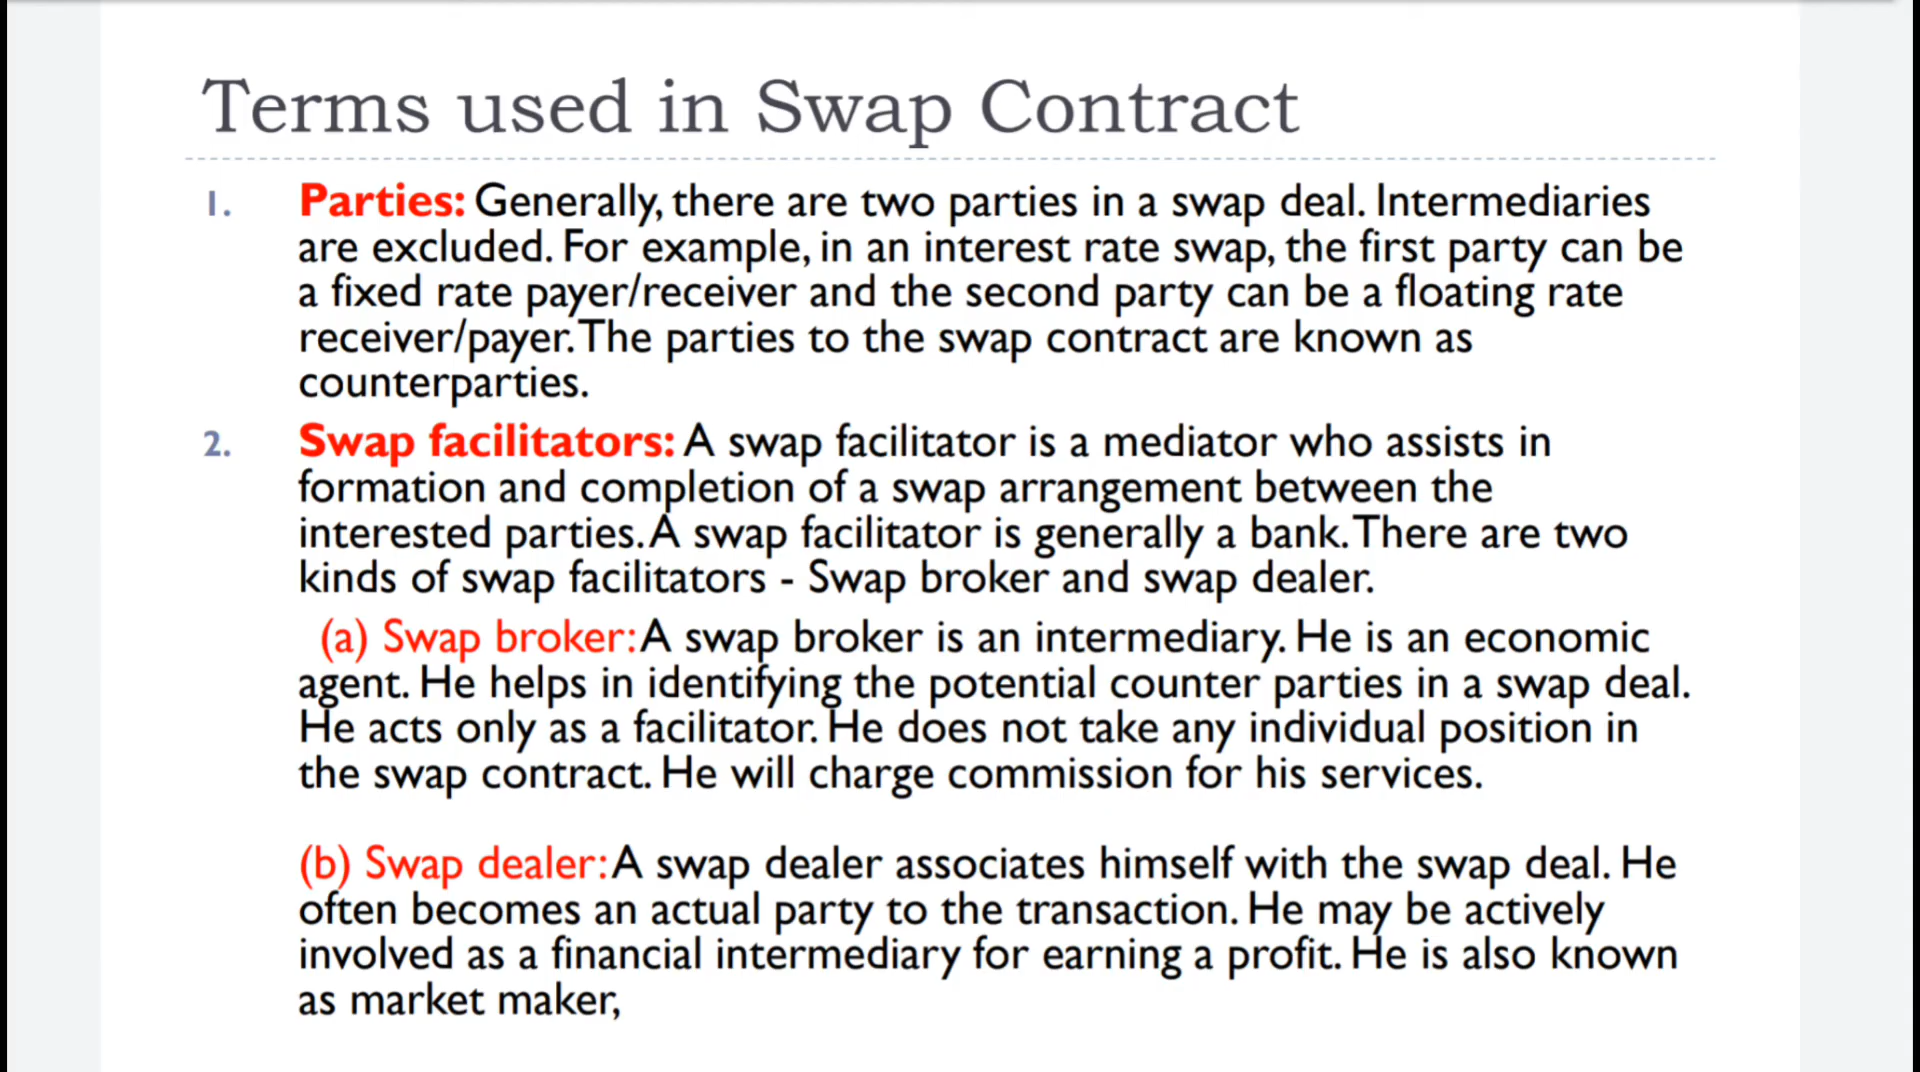 Terms used in Swap Contract
1. Parties: Generally, there are two parties in a swap deal. Intermediaries
are excluded. For example, in an interest rate swap, the first party can be
a fixed rate payer/receiver and the second party can be a floating rate
receiver/payer. The parties to the swap contract are known as
counterparties.
2. Swap facilitators: A swap facilitator is a mediator who assists in
formation and completion of a swap arrangement between the
interested parties. A swap facilitator is generally a bank. There are two
kinds of swap facilitators - Swap broker and swap dealer.
(a) Swap broker: A swap broker is an intermediary. He is an economic
agent. He helps in identifying the potential counter parties in a swap deal.
He acts only as a facilitator. He does not take any individual position in
the swap contract. He will charge commission for his services.
(b) Swap dealer: A swap dealer associates himself with the swap deal. He
often becomes an actual party to the transaction. He may be actively
involved as a financial intermediary for earning a profit. He is also known
as market maker,